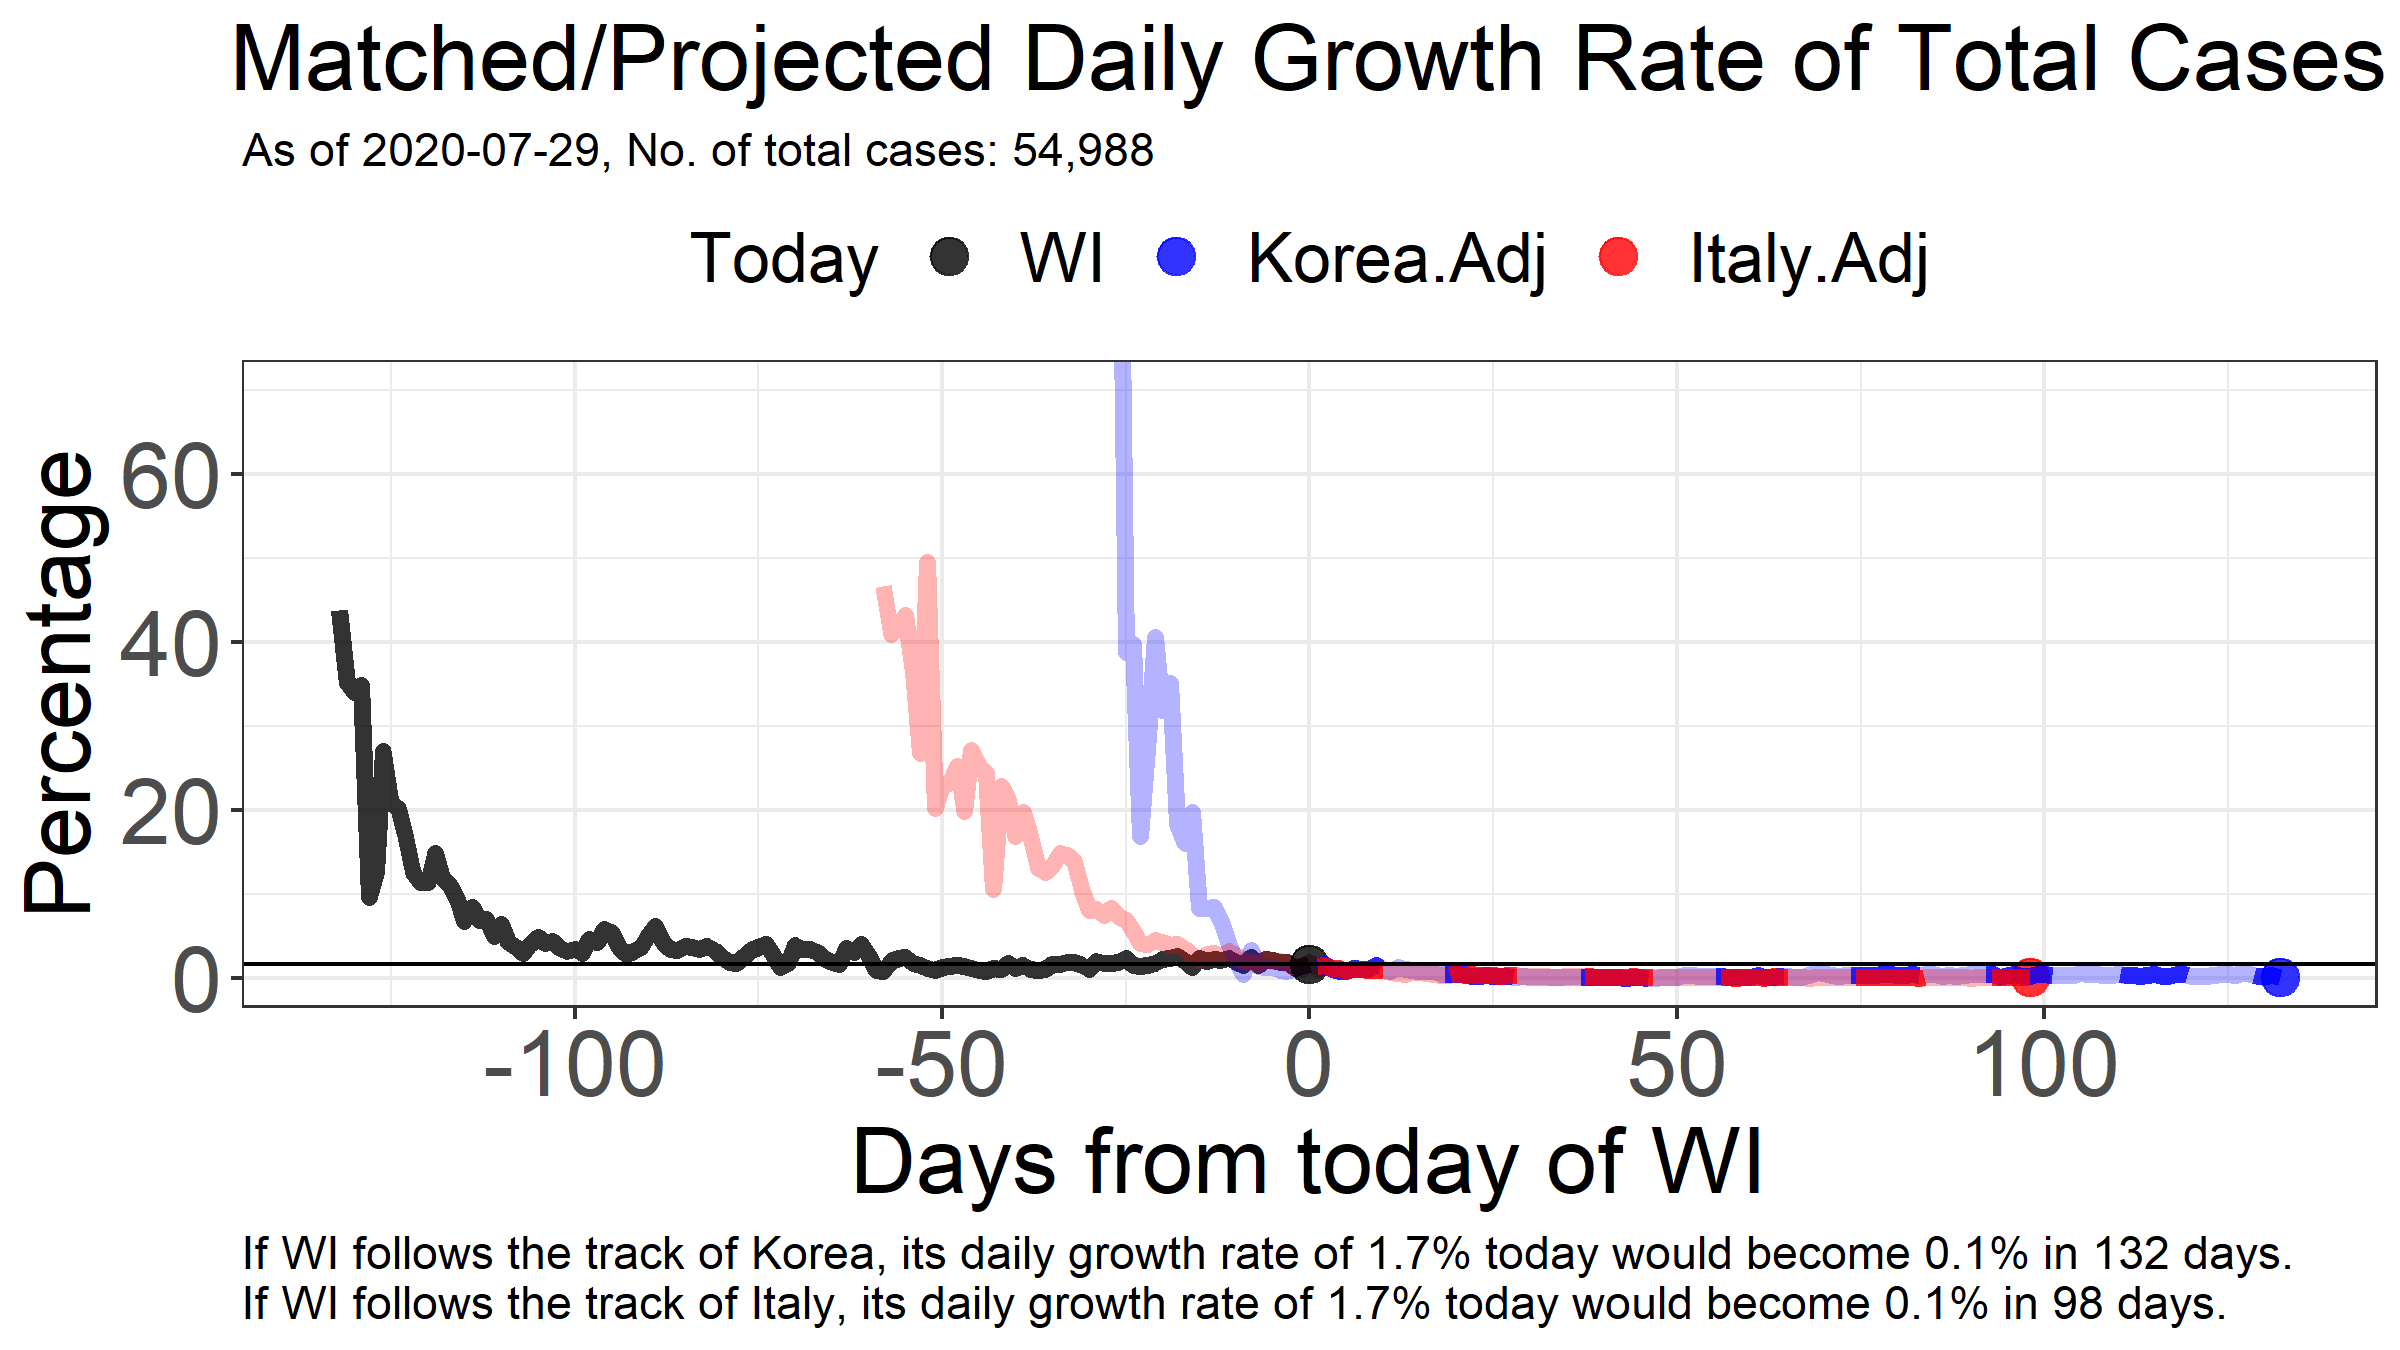 Matched/Projected Daily Growth Rate of Total Cases
As of 2020-07-29, No. of total cases: 54,988
Today WI Korea.Adj Italy.Adj
Percentage
60
40
20
0
-100 -50 0 50 100
Days from today of WI
If WI follows the track of Korea, its daily growth rate of 1.7% today would become 0.1% in 132 days.
If WI follows the track of Italy, its daily growth rate of 1.7% today would become 0.1% in 98 days.